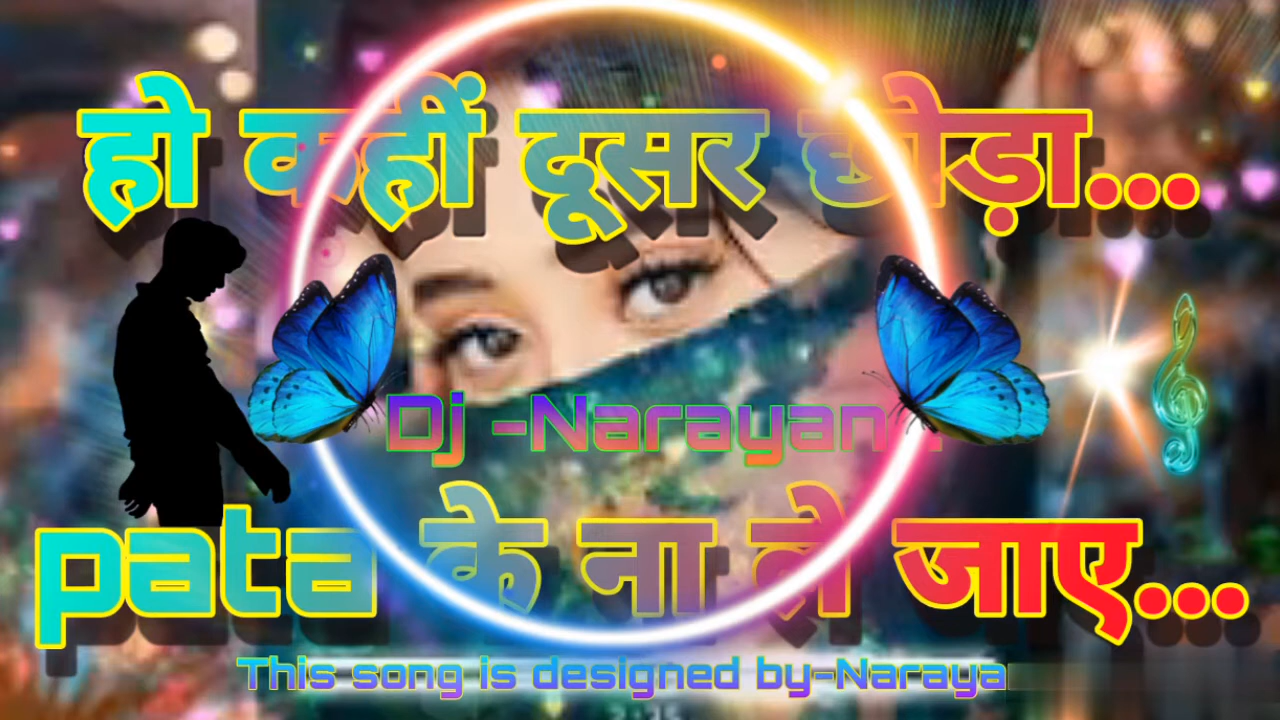 हो कहीं दूसर छोड़ा...
Dj -Narayan
pata के ना ले जाए...
This song is designed by-Naraya